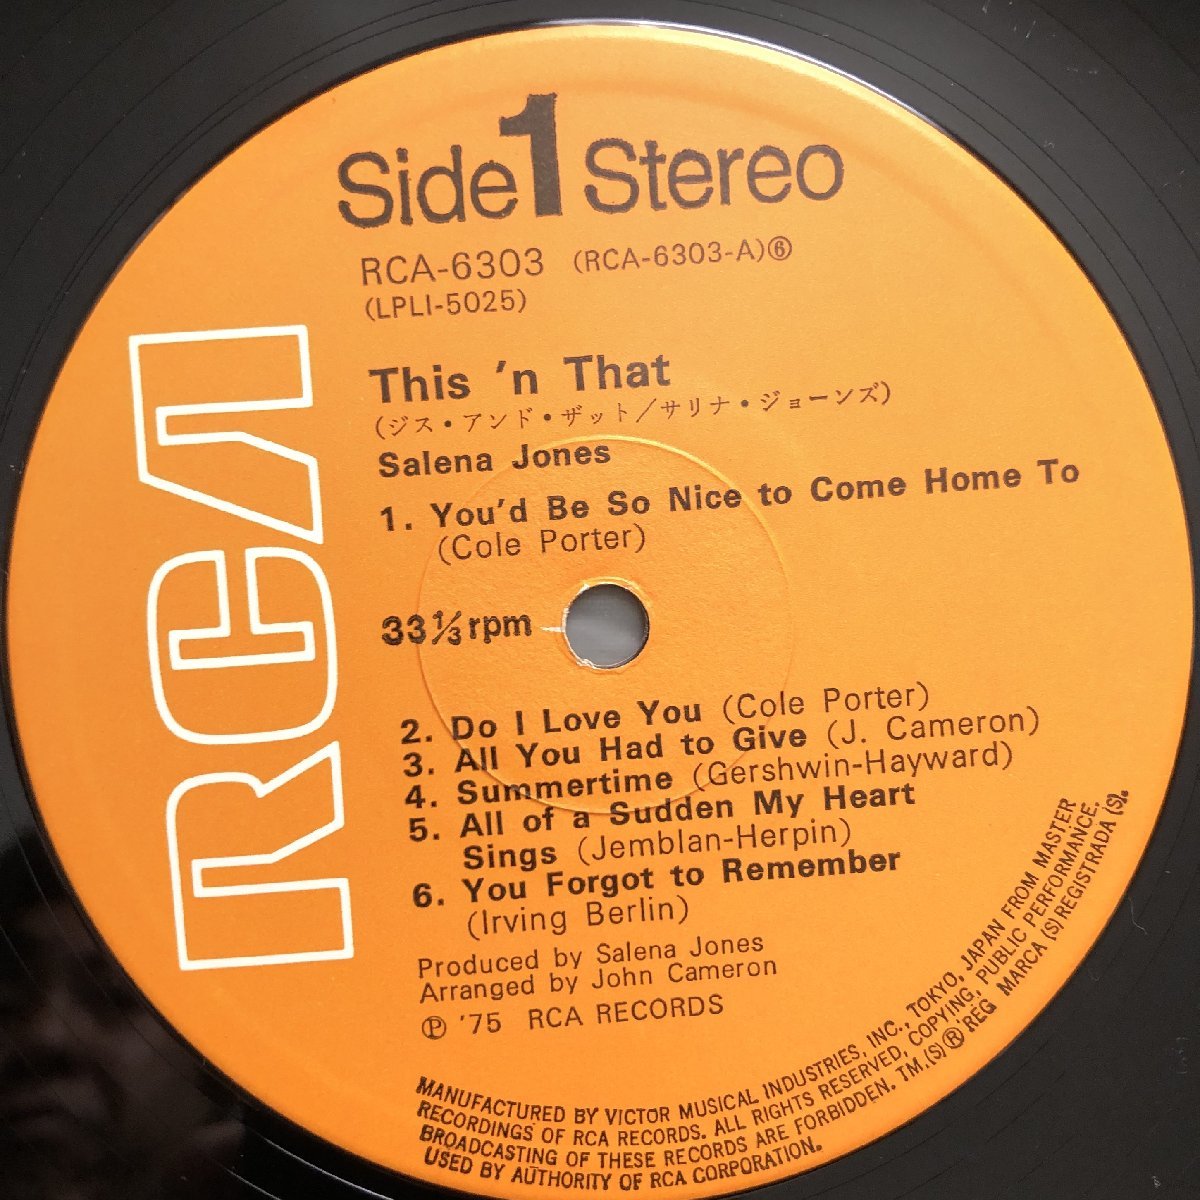 Side 1 Stereo
RCA-6303 (RCA-6303-A)⑥
(LPLI-5025)
This 'n That
(ジス・アンド・ザット/サリナ・ジョーンズ)
Salena Jones
1. You'd Be So Nice to Come Home To
(Cole Porter)
33⅓rpm
2. Do I Love You (Cole Porter)
3. All You Had to Give (J. Cameron)
4. Summertime (Gershwin-Hayward)
5. All of a Sudden My Heart
Sings (Jemblan-Herpin)
6. You Forgot to Remember
(Irving Berlin)
Produced by Salena Jones
Arranged by John Cameron
Ⓟ '75 RCA RECORDS
RCA
MANUFACTURED BY VICTOR MUSICAL INDUSTRIES, INC., TOKYO, JAPAN FROM MASTER
RECORDINGS OF RCA RECORDS. ALL RIGHTS RESERVED, COPYING, PUBLIC PERFORMANCE,
BROADCASTING OF THESE RECORDS ARE FORBIDDEN. TM.(S)® REG MARCA (S) REGISTRADA (S).
USED BY AUTHORITY OF RCA CORPORATION.